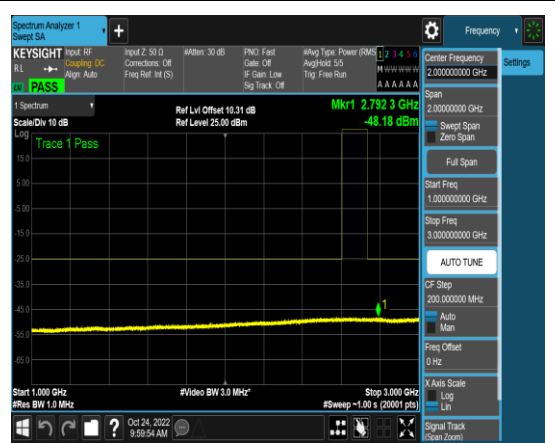 Spectrum Analyzer 1
Swept SA
Frequency
KEYSIGHT
RL
Input: RF
Coupling: DC
Align: Auto
Input Z: 50 Ω
Corrections: Off
Freq Ref: Int (S)
#Atten: 30 dB
PNO: Fast
Gate: Off
IF Gain: Low
Sig Track: Off
#Avg Type: Power (RMS
Avg|Hold: 5/5
Trig: Free Run
1 2 3 4 5 6
M W W W W W
A A A A A A
LW PASS
1 Spectrum
Scale/Div 10 dB
Ref Lvl Offset 10.31 dB
Ref Level 25.00 dBm
Mkr1 2.792 3 GHz
-48.18 dBm
Log
Trace 1 Pass
15.0
5.00
-5.00
-15.0
-25.0
-35.0
-45.0
1
-55.0
-65.0
Start 1.000 GHz
#Res BW 1.0 MHz
#Video BW 3.0 MHz*
Stop 3.000 GHz
#Sweep ~1.00 s (20001 pts)
Oct 24, 2022
9:59:54 AM
Center Frequency
2.000000000 GHz
Settings
Span
2.00000000 GHz
Swept Span
Zero Span
Full Span
Start Freq
1.000000000 GHz
Stop Freq
3.000000000 GHz
AUTO TUNE
CF Step
200.000000 MHz
Auto
Man
Freq Offset
0 Hz
X Axis Scale
Log
Lin
Signal Track
(Span Zoom)